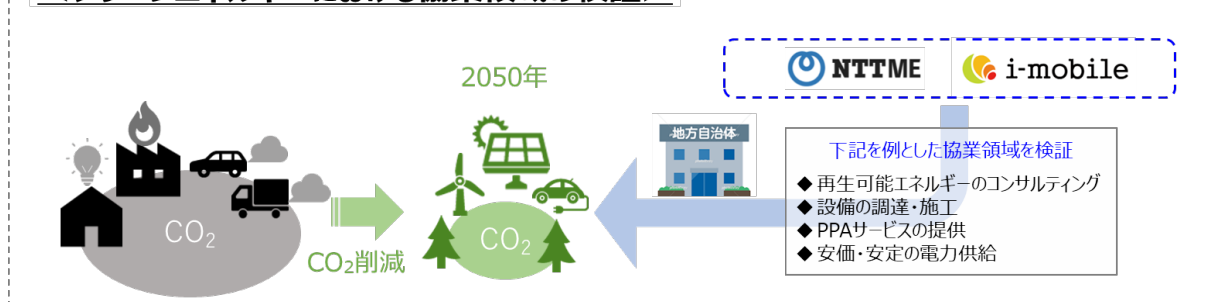 2050年
NTTME
i-mobile
地方自治体
下記を例とした協業領域を検証
◆再生可能エネルギーのコンサルティング
◆設備の調達・施工
◆PPAサービスの提供
◆安価・安定の電力供給
CO₂
CO₂削減
CO₂